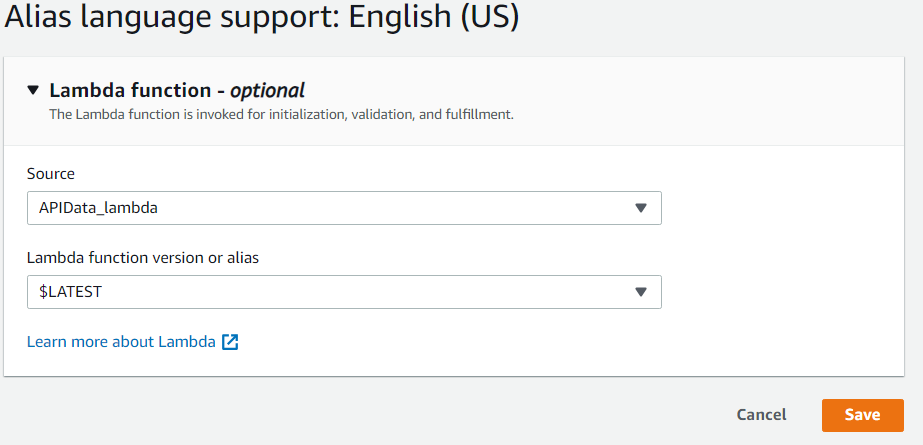 Alias language support: English (US)
Lambda function - optional
The Lambda function is invoked for initialization, validation, and fulfillment.
Source
APIData_lambda
Lambda function version or alias
$LATEST
Learn more about Lambda
Cancel
Save